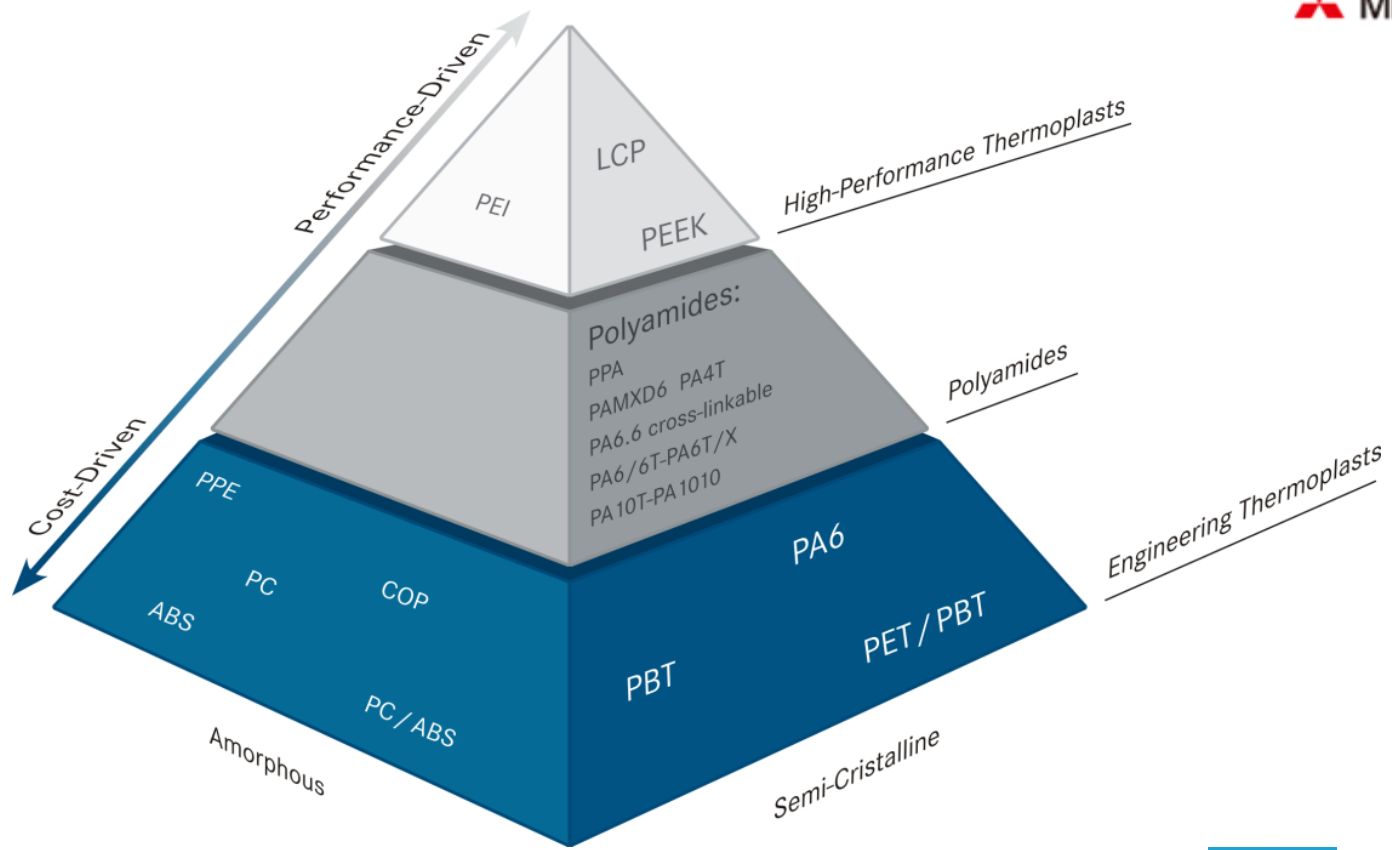 Performance-Driven
Cost-Driven
PEI
LCP
PEEK
High-Performance Thermoplasts
Polyamides:
PPA
PAMXD6 PA4T
PA6.6 cross-linkable
PA6/6T-PA6T/X
PA10T-PA1010
Polyamides
PPE
PC
COP
ABS
PC/ABS
PA6
PET / PBT
PBT
Engineering Thermoplasts
Amorphous
Semi-Cristalline